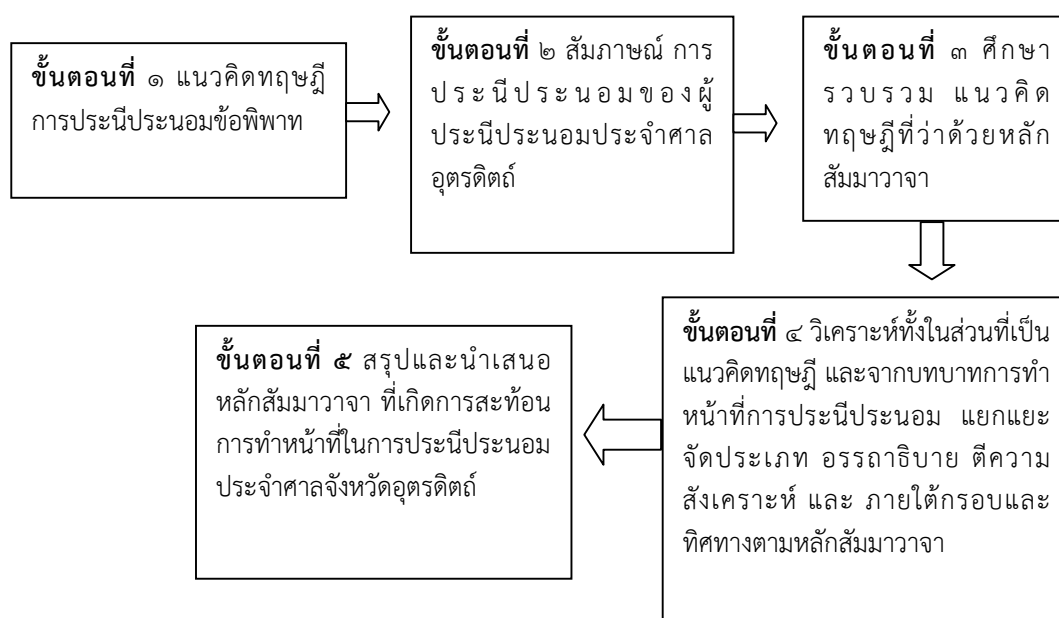 ขั้นตอนที่ ๑ แนวคิดทฤษฎี
การประนีประนอมข้อพิพาท
ขั้นตอนที่ ๒ สัมภาษณ์ การ
ประนีประนอมของผู้
ประนีประนอมประจำศาล
อุตรดิตถ์
ขั้นตอนที่ ๓ ศึกษา
รวบรวม แนวคิด
ทฤษฎีที่ว่าด้วยหลัก
สัมมาวาจา
ขั้นตอนที่ ๔ วิเคราะห์ทั้งในส่วนที่เป็น
แนวคิดทฤษฎี และจากบทบาทการทำ
หน้าที่การประนีประนอม แยกแยะ
จัดประเภท อรรถาธิบาย ตีความ
สังเคราะห์ และ ภายใต้กรอบและ
ทิศทางตามหลักสัมมาวาจา
ขั้นตอนที่ ๕ สรุปและนำเสนอ
หลักสัมมาวาจา ที่เกิดการสะท้อน
การทำหน้าที่ในการประนีประนอม
ประจำศาลจังหวัดอุตรดิตถ์